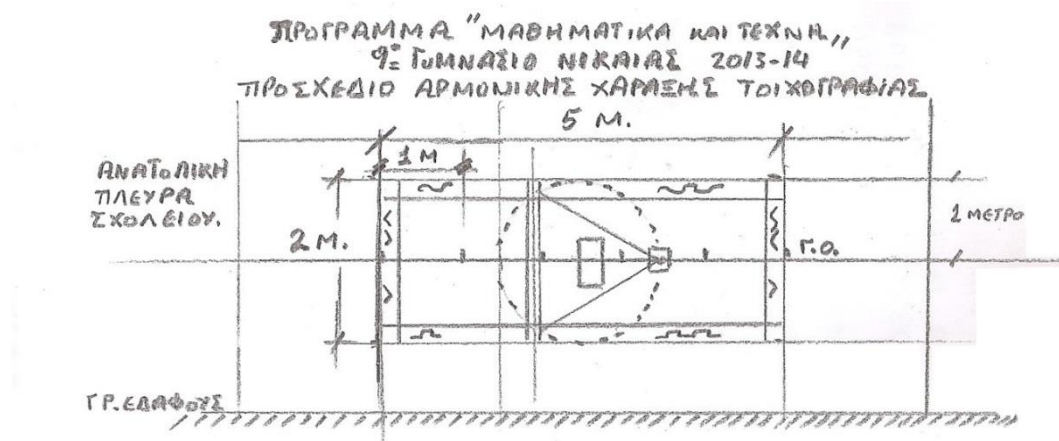 ΠΡΟΓΡΑΜΜΑ "ΜΑΘΗΜΑΤΙΚΑ ΚΑΙ ΤΕΧΝΗ,,
9º ΓΥΜΝΑΣΙΟ ΝΙΚΑΙΑΣ 2013-14
ΠΡΟΣΧΕΔΙΟ ΑΡΜΟΝΙΚΗΣ ΧΑΡΑΞΗΣ ΤΟΙΧΟΓΡΑΦΙΑΣ
5 Μ.
1 Μ
ΑΝΑΤΟΛΙΚΗ
ΠΛΕΥΡΑ
ΣΧΟΛΕΙΟΥ.
2 Μ.
1 ΜΕΤΡΟ
Γ.Ο.
ΓΡ.ΕΔΑΦΟΥΣ